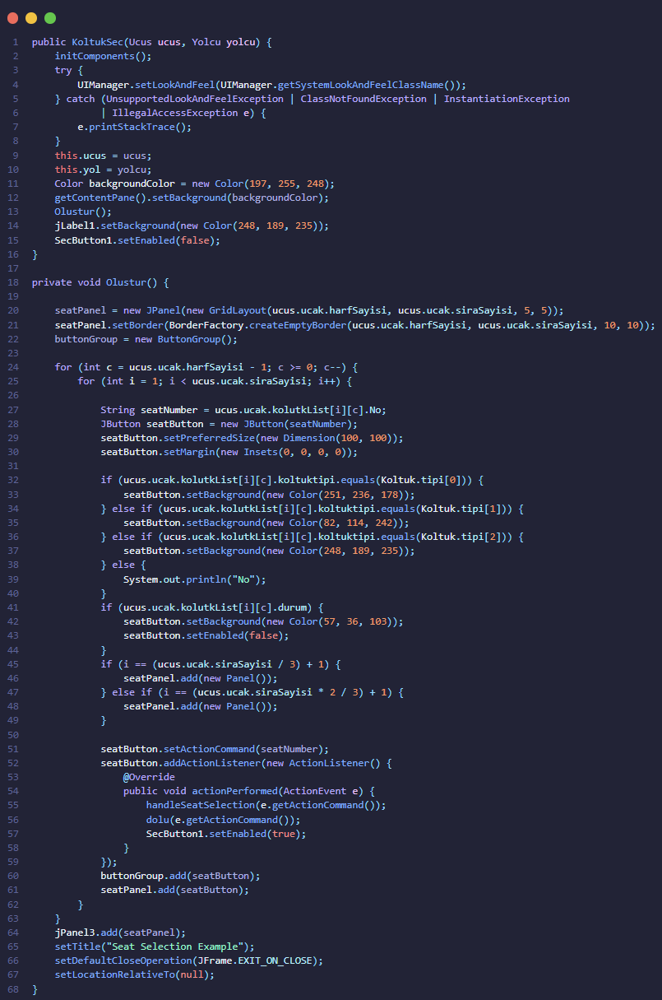 1 public KoltukSec(Ucus ucus, Yolcu yolcu) {
2     initComponents();
3     try {
4         UIManager.setLookAndFeel(UIManager.getSystemLookAndFeelClassName());
5     } catch (UnsupportedLookAndFeelException | ClassNotFoundException | InstantiationException
6             | IllegalAccessException e) {
7         e.printStackTrace();
8     }
9     this.ucus = ucus;
10     this.yol = yolcu;
11     Color backgroundColor = new Color(197, 255, 248);
12     getContentPane().setBackground(backgroundColor);
13     Olustur();
14     jLabel1.setBackground(new Color(248, 189, 235));
15     SecButton1.setEnabled(false);
16 }
17
18 private void Olustur() {
19
20     seatPanel = new JPanel(new GridLayout(ucus.ucak.harfSayisi, ucus.ucak.siraSayisi, 5, 5));
21     seatPanel.setBorder(BorderFactory.createEmptyBorder(ucus.ucak.harfSayisi, ucus.ucak.siraSayisi, 10, 10));
22     buttonGroup = new ButtonGroup();
23
24     for (int c = ucus.ucak.harfSayisi - 1; c >= 0; c--) {
25         for (int i = 1; i < ucus.ucak.siraSayisi; i++) {
26
27             String seatNumber = ucus.ucak.kolutkList[i][c].No;
28             JButton seatButton = new JButton(seatNumber);
29             seatButton.setPreferredSize(new Dimension(100, 100));
30             seatButton.setMargin(new Insets(0, 0, 0, 0));
31
32             if (ucus.ucak.kolutkList[i][c].koltuktipi.equals(Koltuk.tipi[0])) {
33                 seatButton.setBackground(new Color(251, 236, 178));
34             } else if (ucus.ucak.kolutkList[i][c].koltuktipi.equals(Koltuk.tipi[1])) {
35                 seatButton.setBackground(new Color(82, 114, 242));
36             } else if (ucus.ucak.kolutkList[i][c].koltuktipi.equals(Koltuk.tipi[2])) {
37                 seatButton.setBackground(new Color(248, 189, 235));
38             } else {
39                 System.out.println("No");
40             }
41             if (ucus.ucak.kolutkList[i][c].durum) {
42                 seatButton.setBackground(new Color(57, 36, 103));
43                 seatButton.setEnabled(false);
44             }
45             if (i == (ucus.ucak.siraSayisi / 3) + 1) {
46                 seatPanel.add(new Panel());
47             } else if (i == (ucus.ucak.siraSayisi * 2 / 3) + 1) {
48                 seatPanel.add(new Panel());
49             }
50
51             seatButton.setActionCommand(seatNumber);
52             seatButton.addActionListener(new ActionListener() {
53                 @Override
54                 public void actionPerformed(ActionEvent e) {
55                     handleSeatSelection(e.getActionCommand());
56                     dolu(e.getActionCommand());
57                     SecButton1.setEnabled(true);
58                 }
59             });
60             buttonGroup.add(seatButton);
61             seatPanel.add(seatButton);
62         }
63     }
64     jPanel3.add(seatPanel);
65     setTitle("Seat Selection Example");
66     setDefaultCloseOperation(JFrame.EXIT_ON_CLOSE);
67     setLocationRelativeTo(null);
68 }